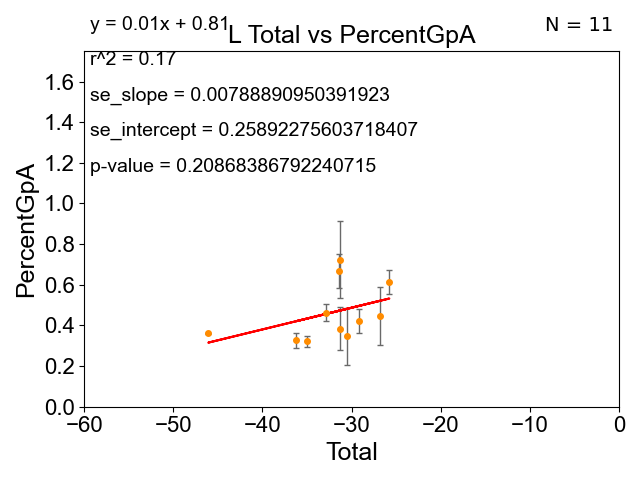 y = 0.01x + 0.81
N = 11
L Total vs PercentGpA
r^2 = 0.17
se_slope = 0.00788890950391923
se_intercept = 0.25892275603718407
p-value = 0.20868386792240715
PercentGpA
1.6
1.4
1.2
1.0
0.8
0.6
0.4
0.2
0.0
−60 −50 −40 −30 −20 −10 0
Total